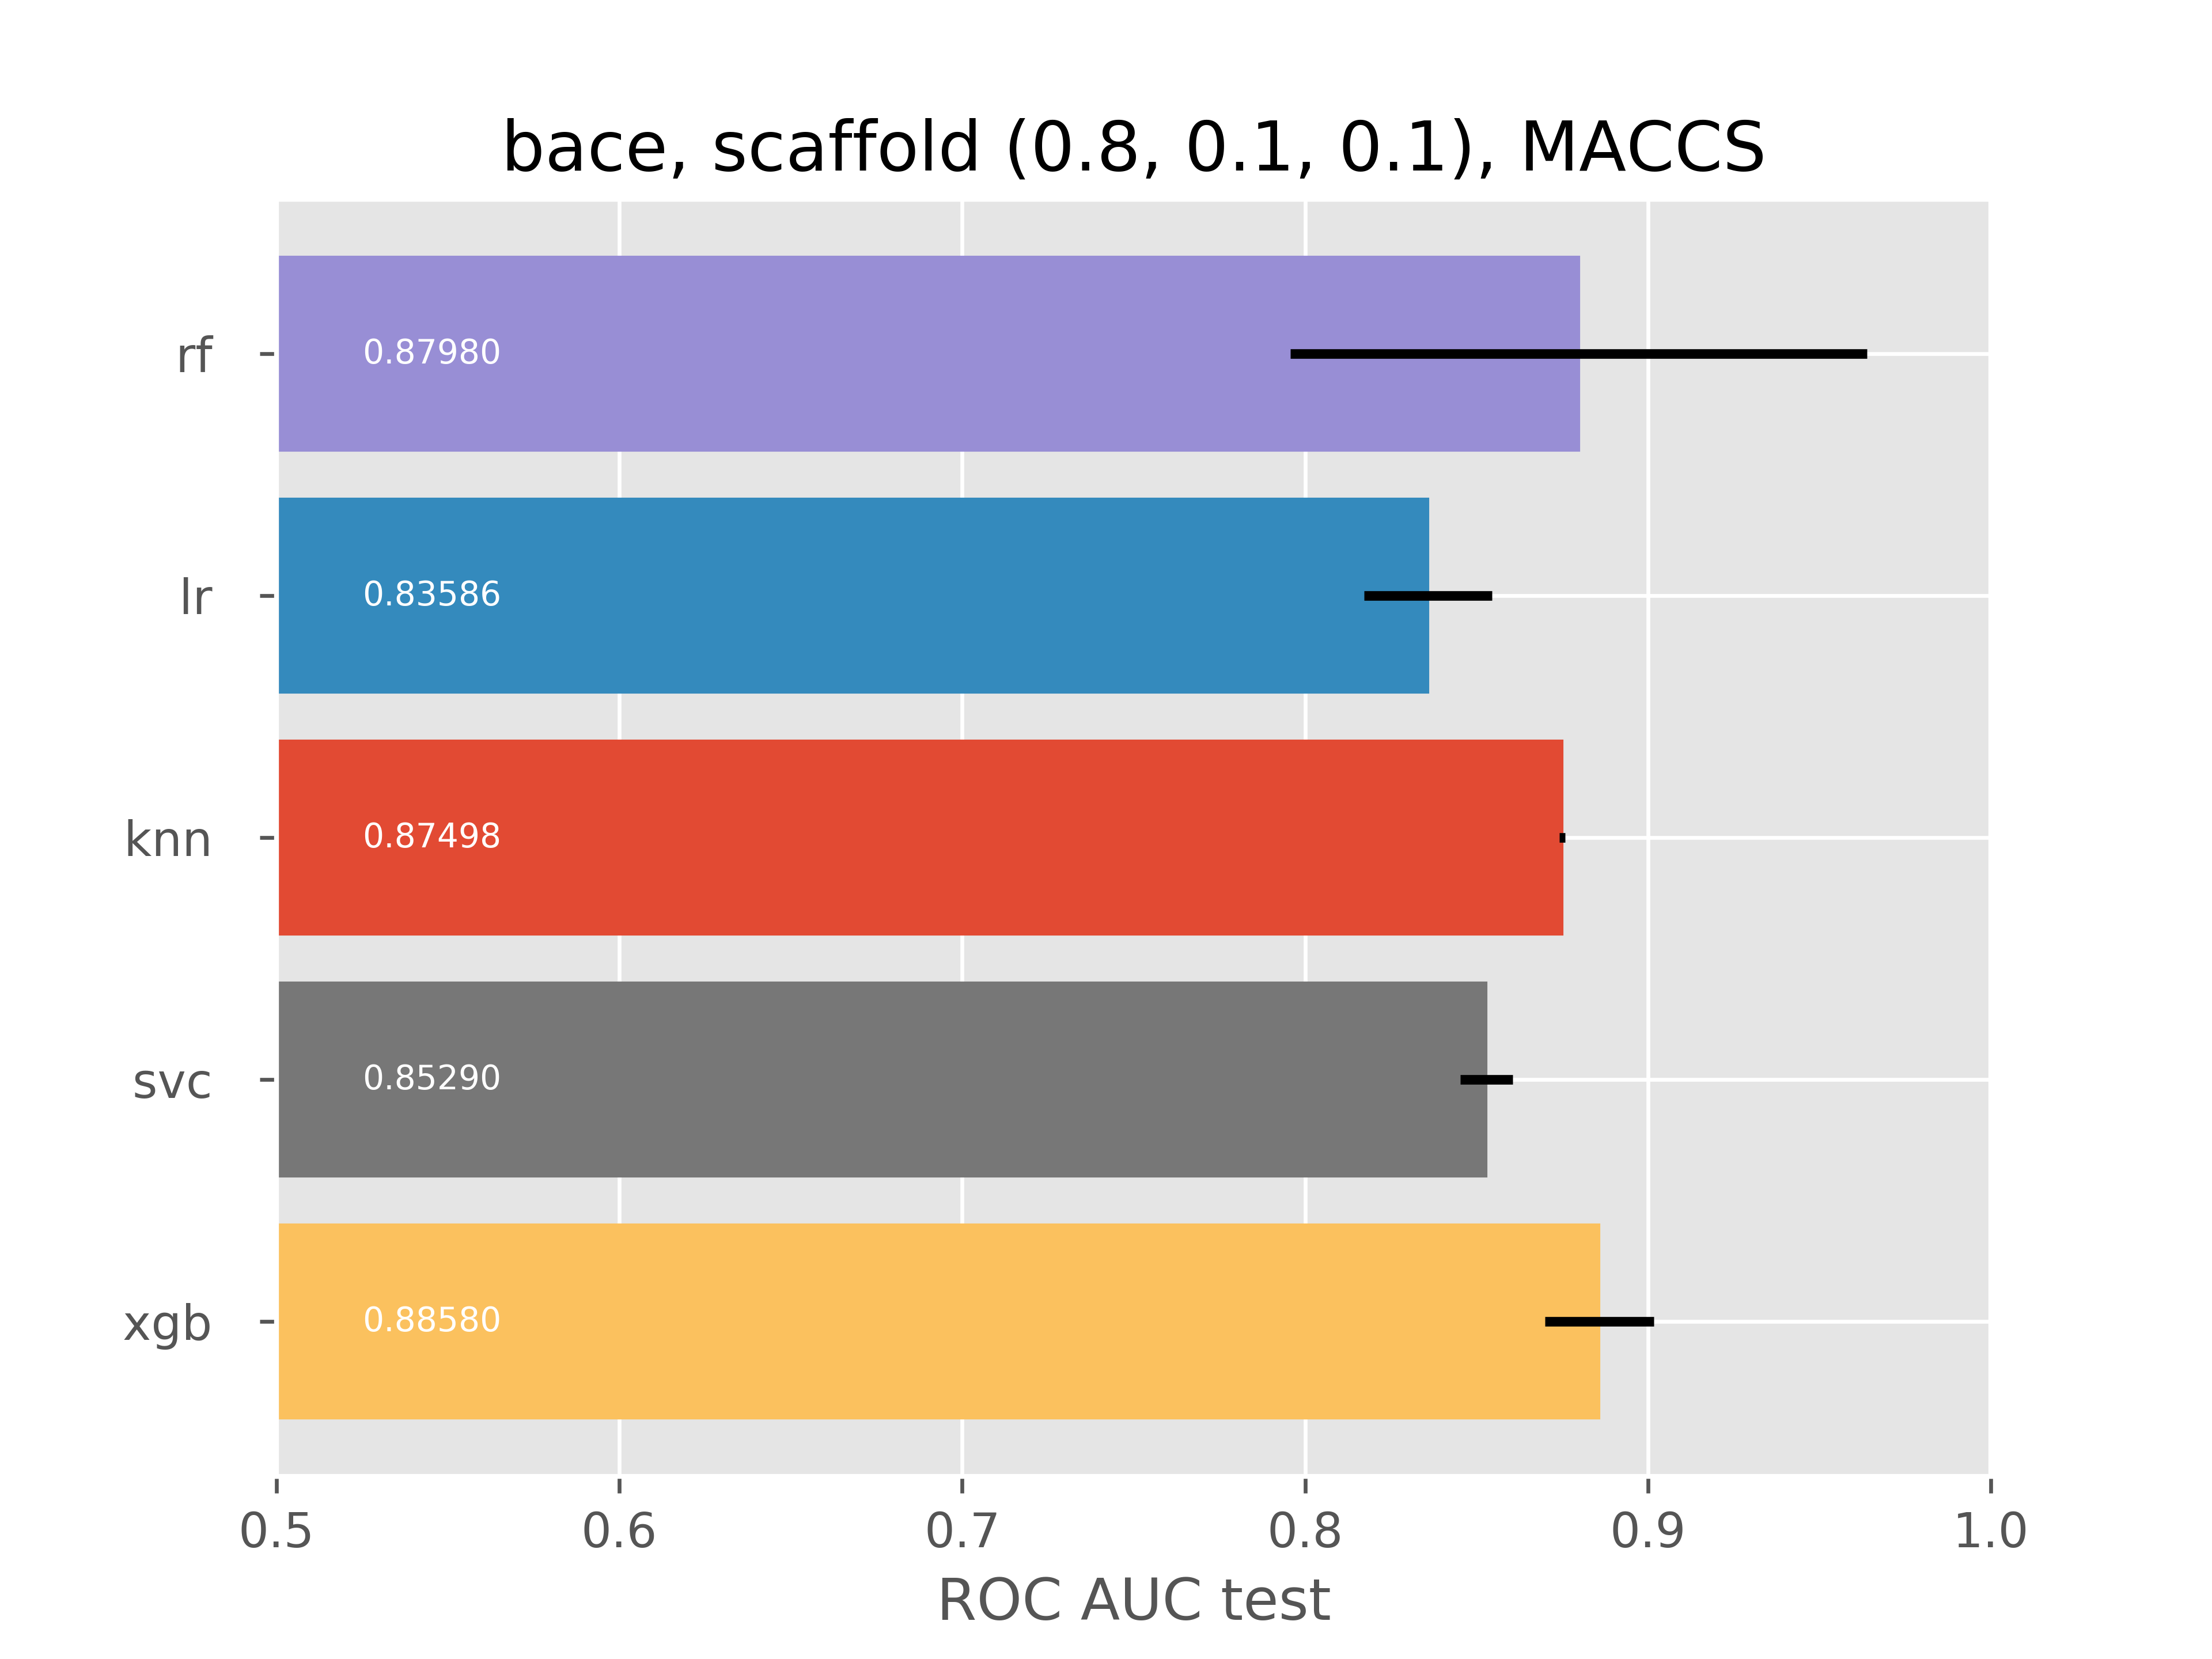 bace, scaffold (0.8, 0.1, 0.1), MACCS
rf
0.87980
lr
0.83586
knn
0.87498
svc
0.85290
xgb
0.88580
0.5 0.6 0.7 0.8 0.9 1.0
ROC AUC test